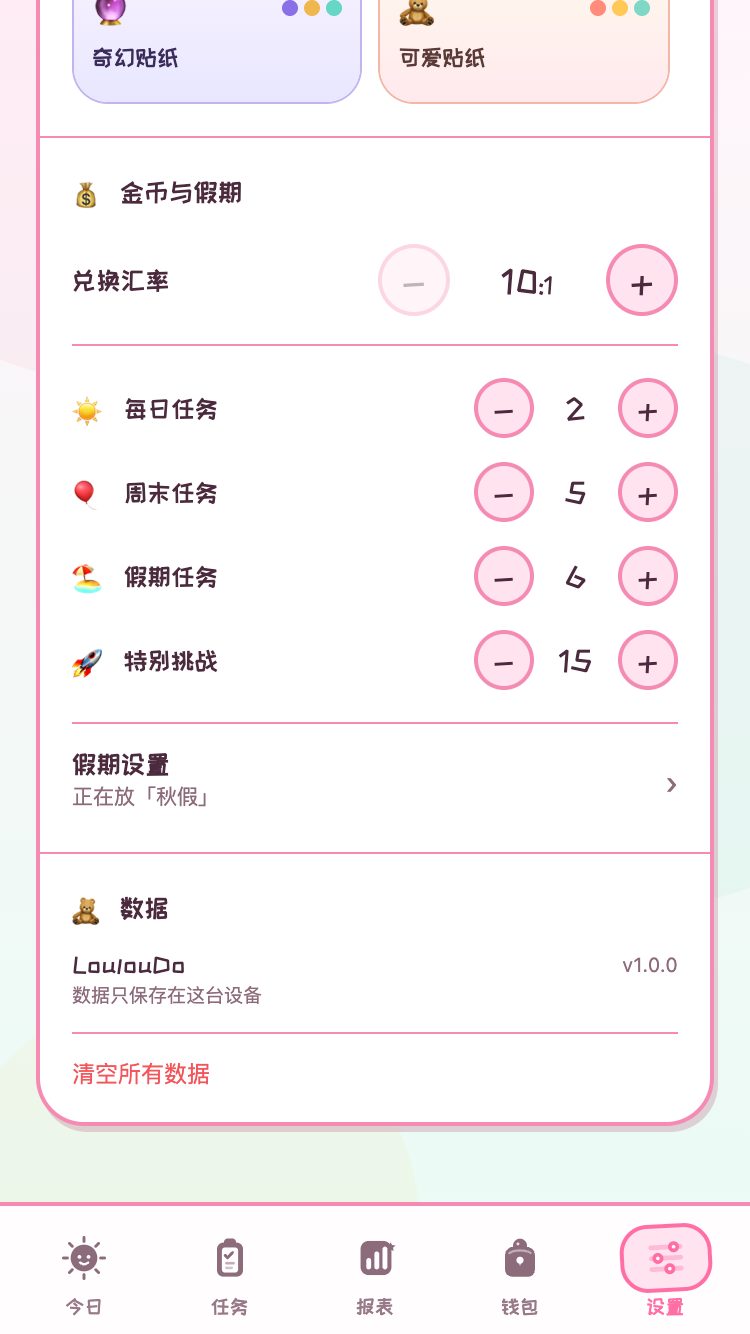 奇幻贴纸
可爱贴纸
金币与假期
兑换汇率
−
10:1
+
每日任务
−
2
+
周末任务
−
5
+
假期任务
−
6
+
特别挑战
−
15
+
假期设置
正在放「秋假」
›
数据
LoulouDo
v1.0.0
数据只保存在这台设备
清空所有数据
今日
任务
报表
钱包
设置